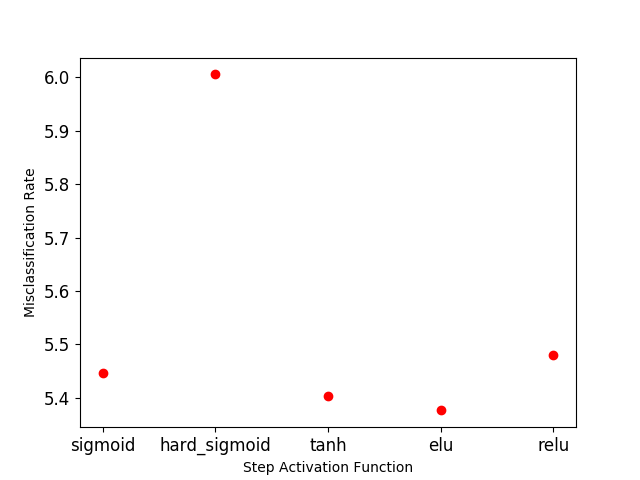 6.0
5.9
5.8
5.7
5.6
5.5
5.4
Misclassification Rate
sigmoid hard_sigmoid tanh elu relu
Step Activation Function